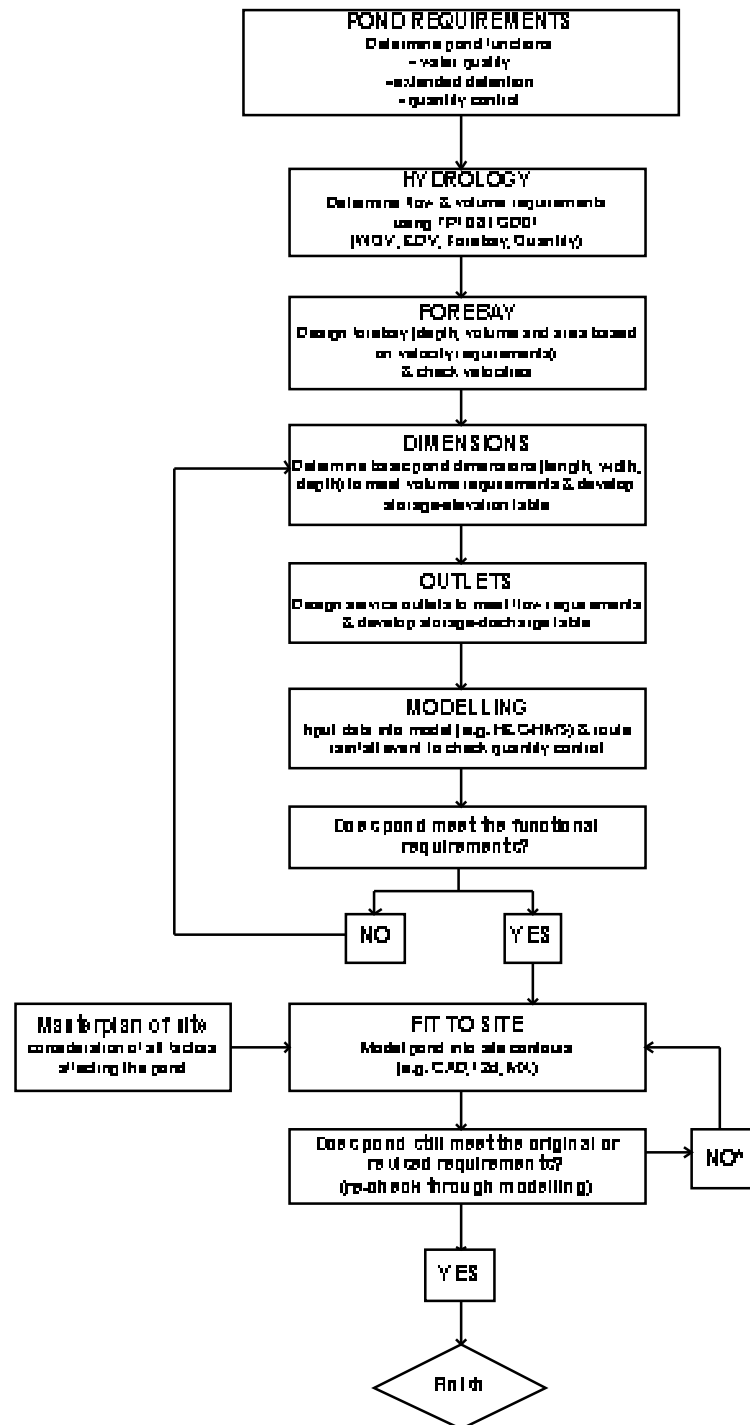 POND REQUIREMENTS
Determine pond functions
- water quality
- extended detention
- quantity control
HYDROLOGY
Determine flow & volume requirements
using
(WQV, EDV, Forebay, Quantity)
FOREBAY
Design forebay (depth, volume and area based
on velocity requirements)
& check velocities
DIMENSIONS
Determine basic pond dimensions (length, width,
depth) to meet volume requirements & develop
storage-elevation table
OUTLETS
Design service outlets to meet flow requirements
& develop storage-discharge table
MODELLING
Input data into model (e.g. HEC-HMS) & route
rainfall event to check quantity control
Does pond meet the functional
requirements?
NO
YES
Masterplan of site
consideration of all factors
affecting the pond
FIT TO SITE
Model pond into site contours
(e.g. CAD, 12d, MX)
Does pond still meet the original or
revised requirements?
(re-check through modelling)
NO*
YES
Finish